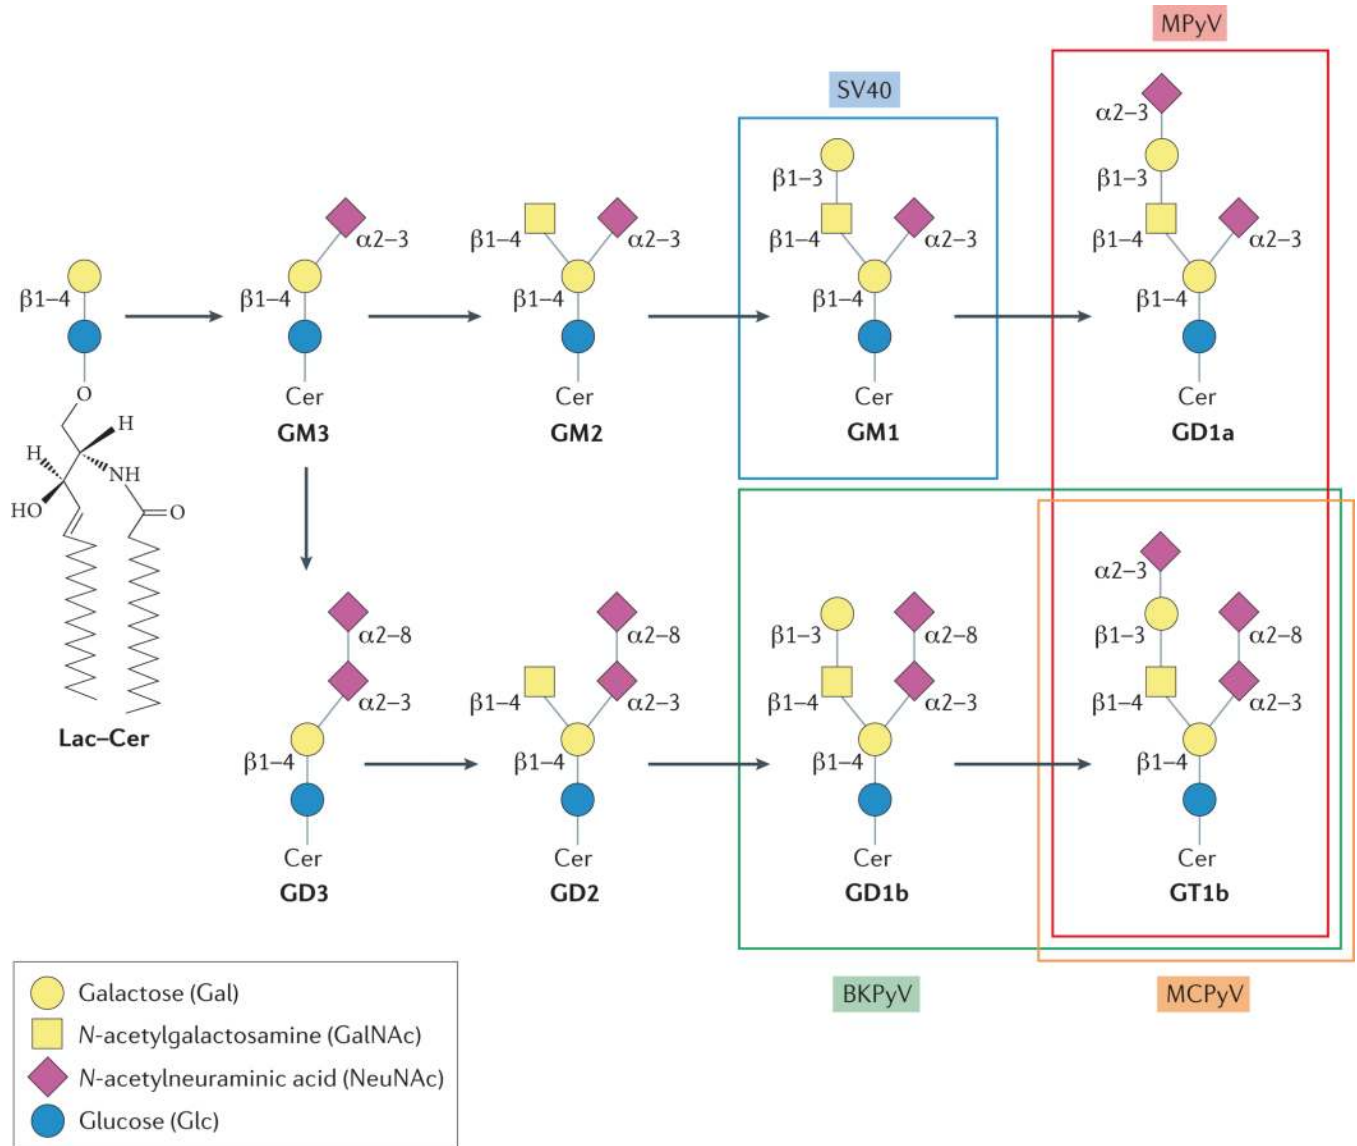 MPyV
SV40
α2–3
β1–3
β1–3
β1–4
α2–3
β1–4
α2–3
β1–4
α2–3
β1–4
α2–3
β1–4
β1–4
β1–4
β1–4
β1–4
Cer
Cer
Cer
Cer
GM3
GM2
GM1
GD1a
O
H
H
NH
HO
O
Lac–Cer
α2–3
α2–8
α2–8
β1–3
α2–8
β1–3
α2–8
α2–3
β1–4
α2–3
β1–4
α2–3
β1–4
α2–3
β1–4
β1–4
β1–4
β1–4
Cer
Cer
Cer
Cer
GD3
GD2
GD1b
GT1b
BKPyV
MCPyV
Galactose (Gal)
N-acetylgalactosamine (GalNAc)
N-acetylneuraminic acid (NeuNAc)
Glucose (Glc)